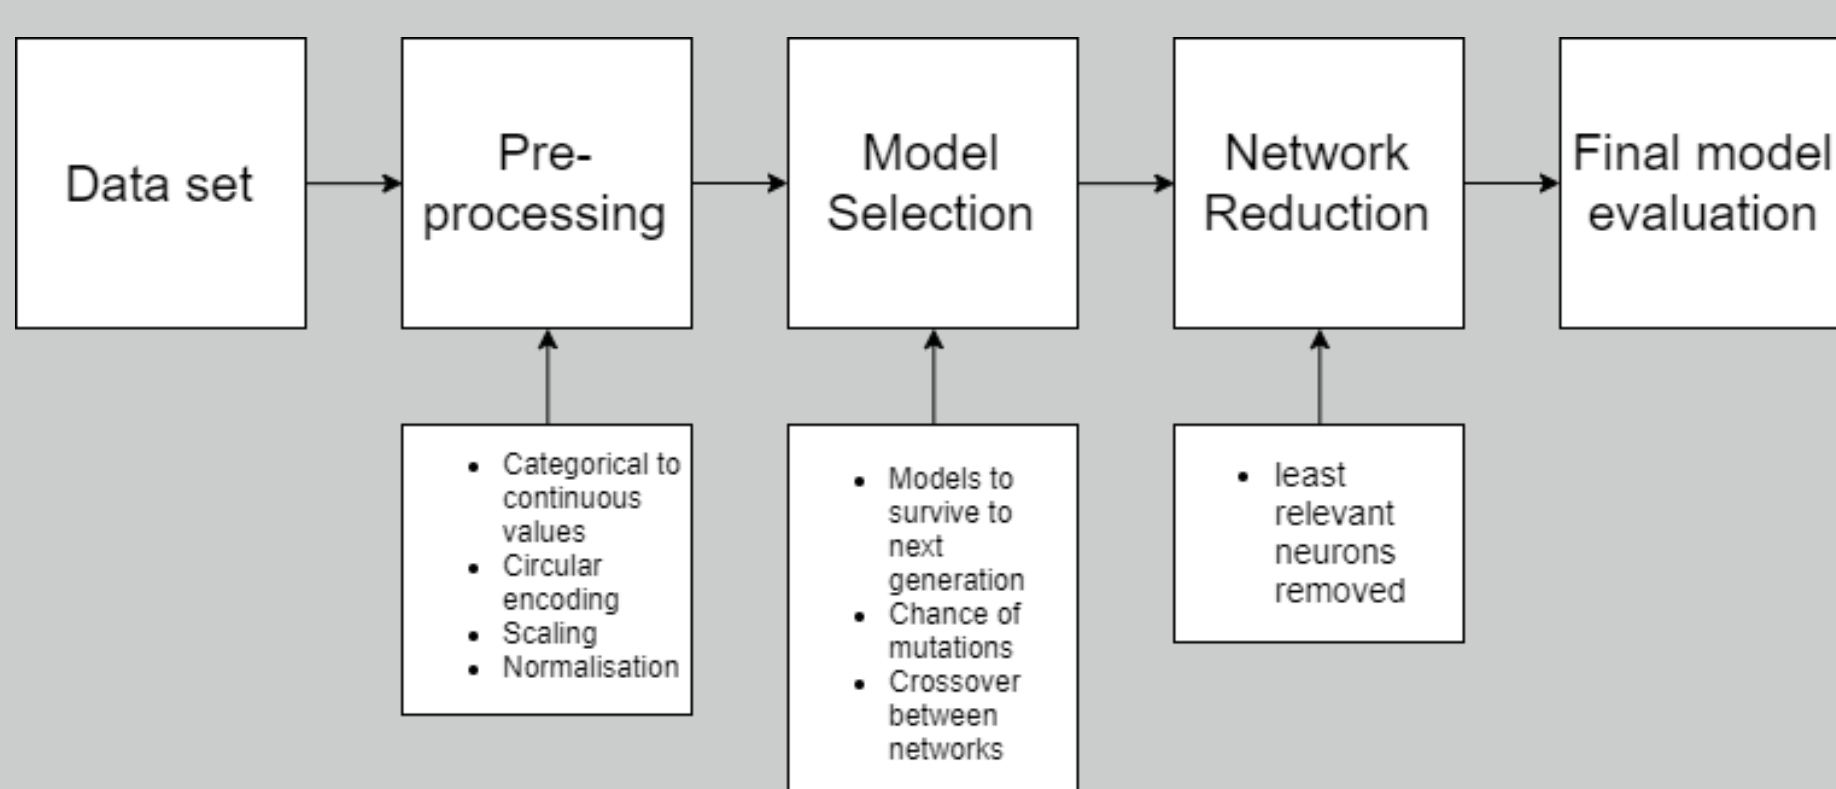 Data set
Pre-
processing
Model
Selection
Network
Reduction
Final model
evaluation
• Categorical to
continuous
values
• Circular
encoding
• Scaling
• Normalisation
• Models to
survive to
next
generation
• Chance of
mutations
• Crossover
between
networks
• least
relevant
neurons
removed